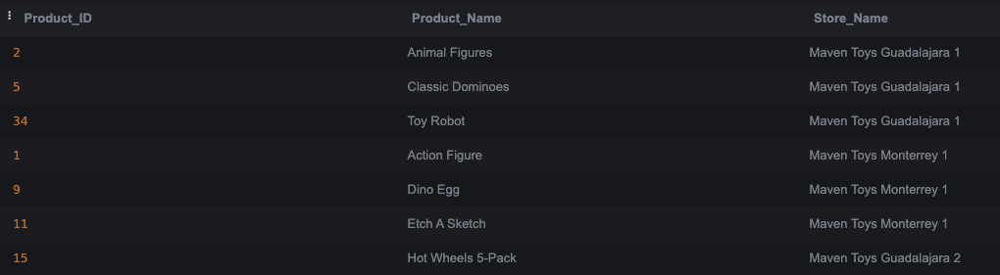 Product_ID Product_Name Store_Name
2 Animal Figures Maven Toys Guadalajara 1
5 Classic Dominoes Maven Toys Guadalajara 1
34 Toy Robot Maven Toys Guadalajara 1
1 Action Figure Maven Toys Monterrey 1
9 Dino Egg Maven Toys Monterrey 1
11 Etch A Sketch Maven Toys Monterrey 1
15 Hot Wheels 5-Pack Maven Toys Guadalajara 2